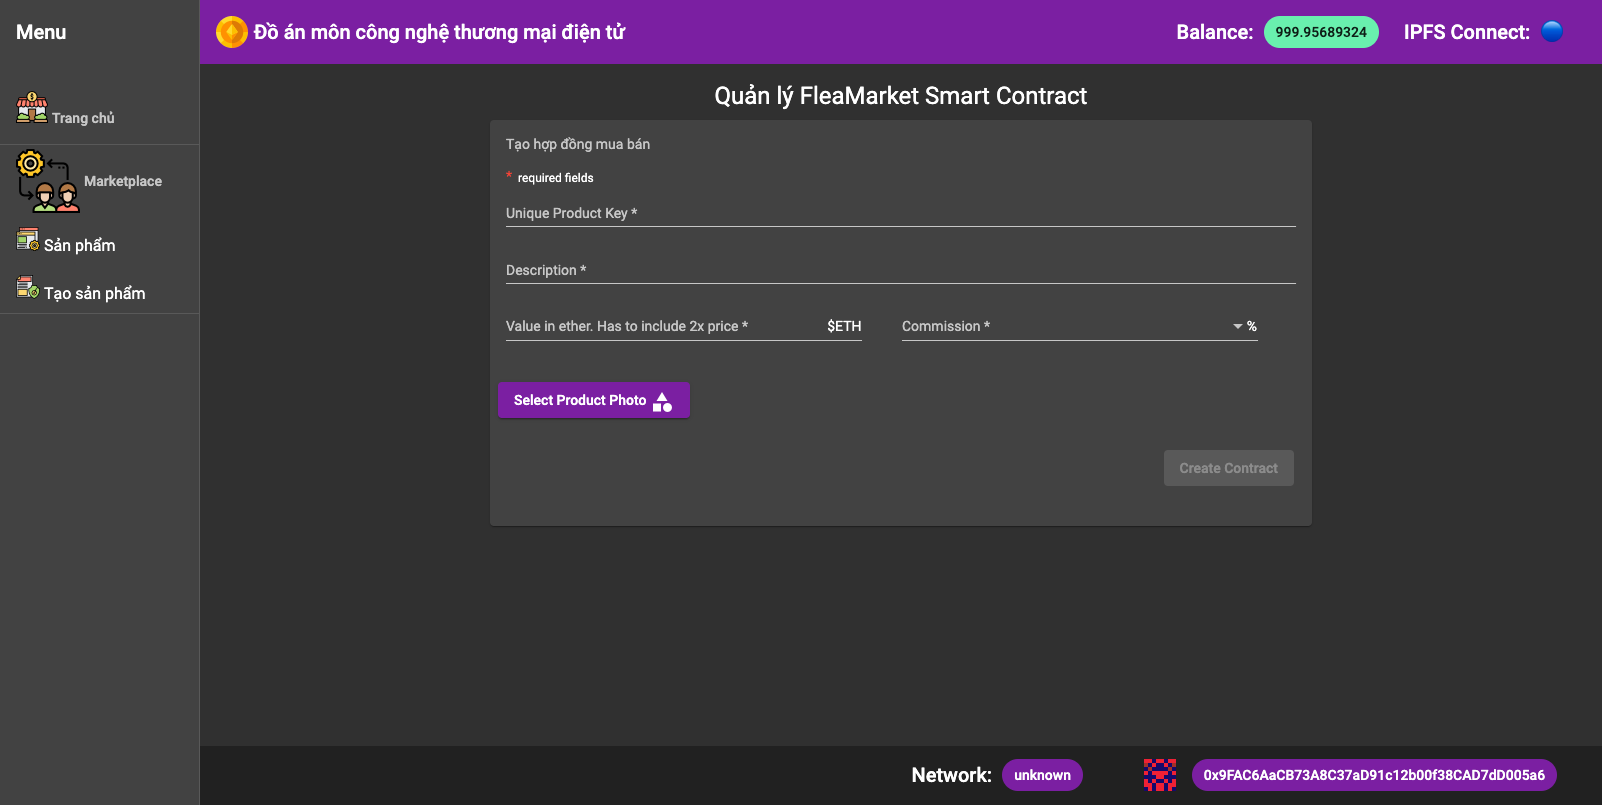 Menu
Đồ án môn công nghệ thương mại điện tử
Balance: 999.95689324 IPFS Connect:
Trang chủ
Marketplace
Sản phẩm
Tạo sản phẩm
Quản lý FleaMarket Smart Contract
Tạo hợp đồng mua bán
* required fields
Unique Product Key *
Description *
Value in ether. Has to include 2x price * $ETH Commission * %
Select Product Photo
Create Contract
Network: unknown 0x9FAC6AaCB73A8C37aD91c12b00f38CAD7dD005a6